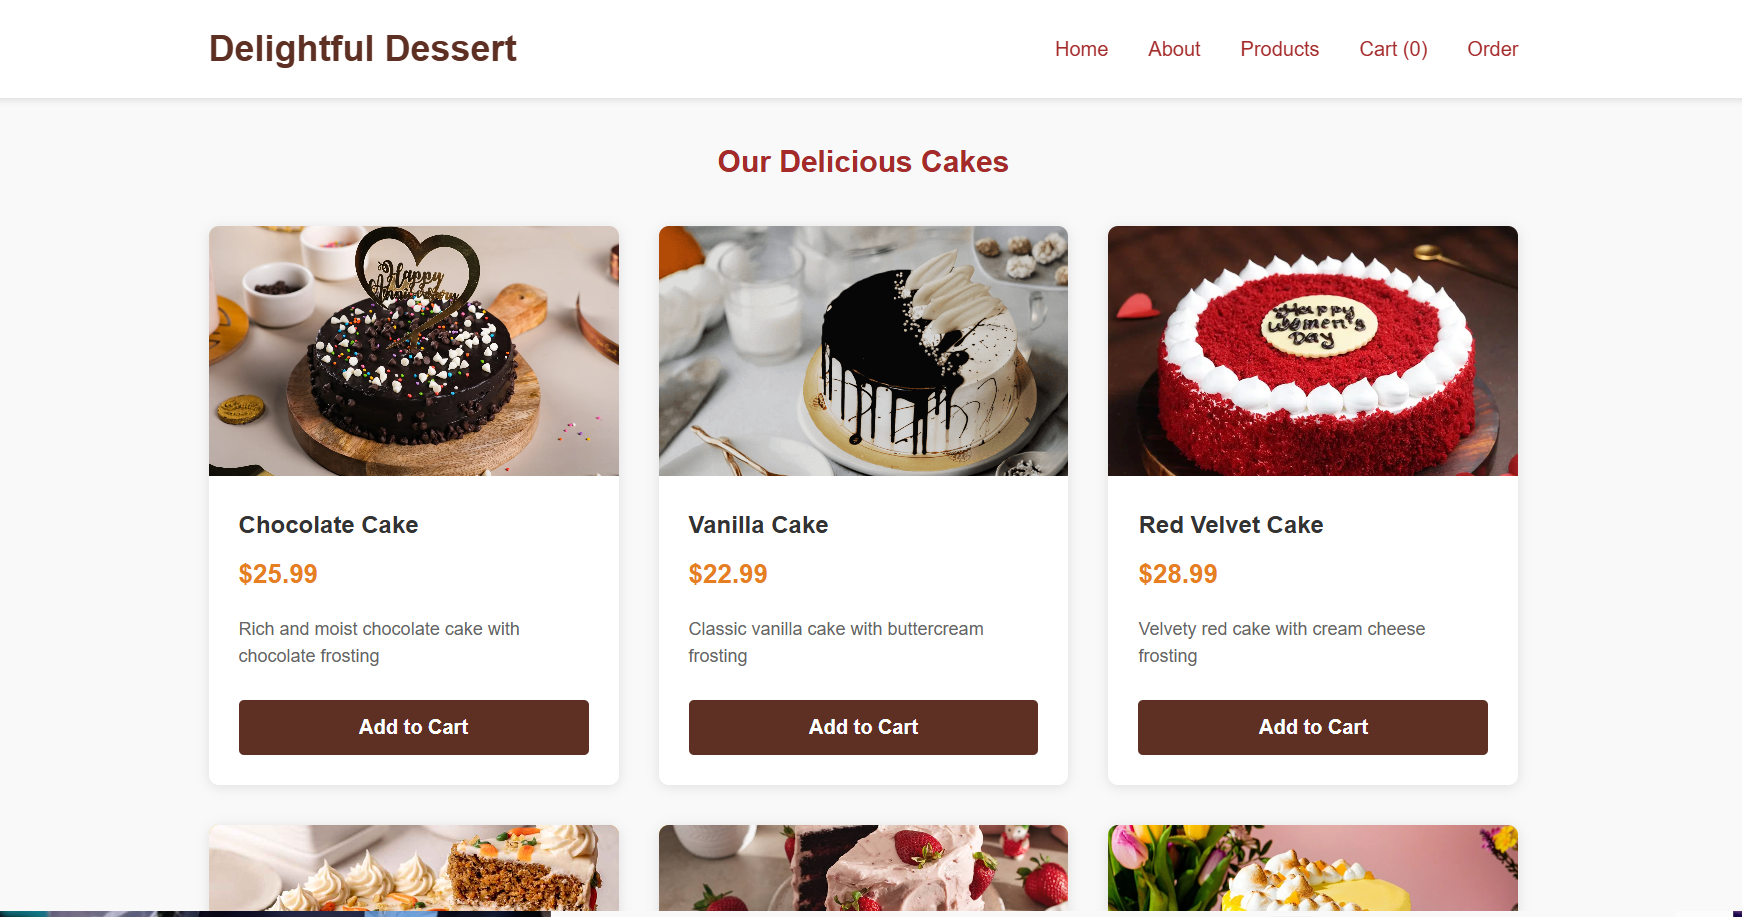 Delightful Dessert
Home About Products Cart (0) Order
Our Delicious Cakes
Happy
Anniversary
Happy
Women's
Day
Chocolate Cake
$25.99
Rich and moist chocolate cake with
chocolate frosting
Add to Cart
Vanilla Cake
$22.99
Classic vanilla cake with buttercream
frosting
Add to Cart
Red Velvet Cake
$28.99
Velvety red cake with cream cheese
frosting
Add to Cart